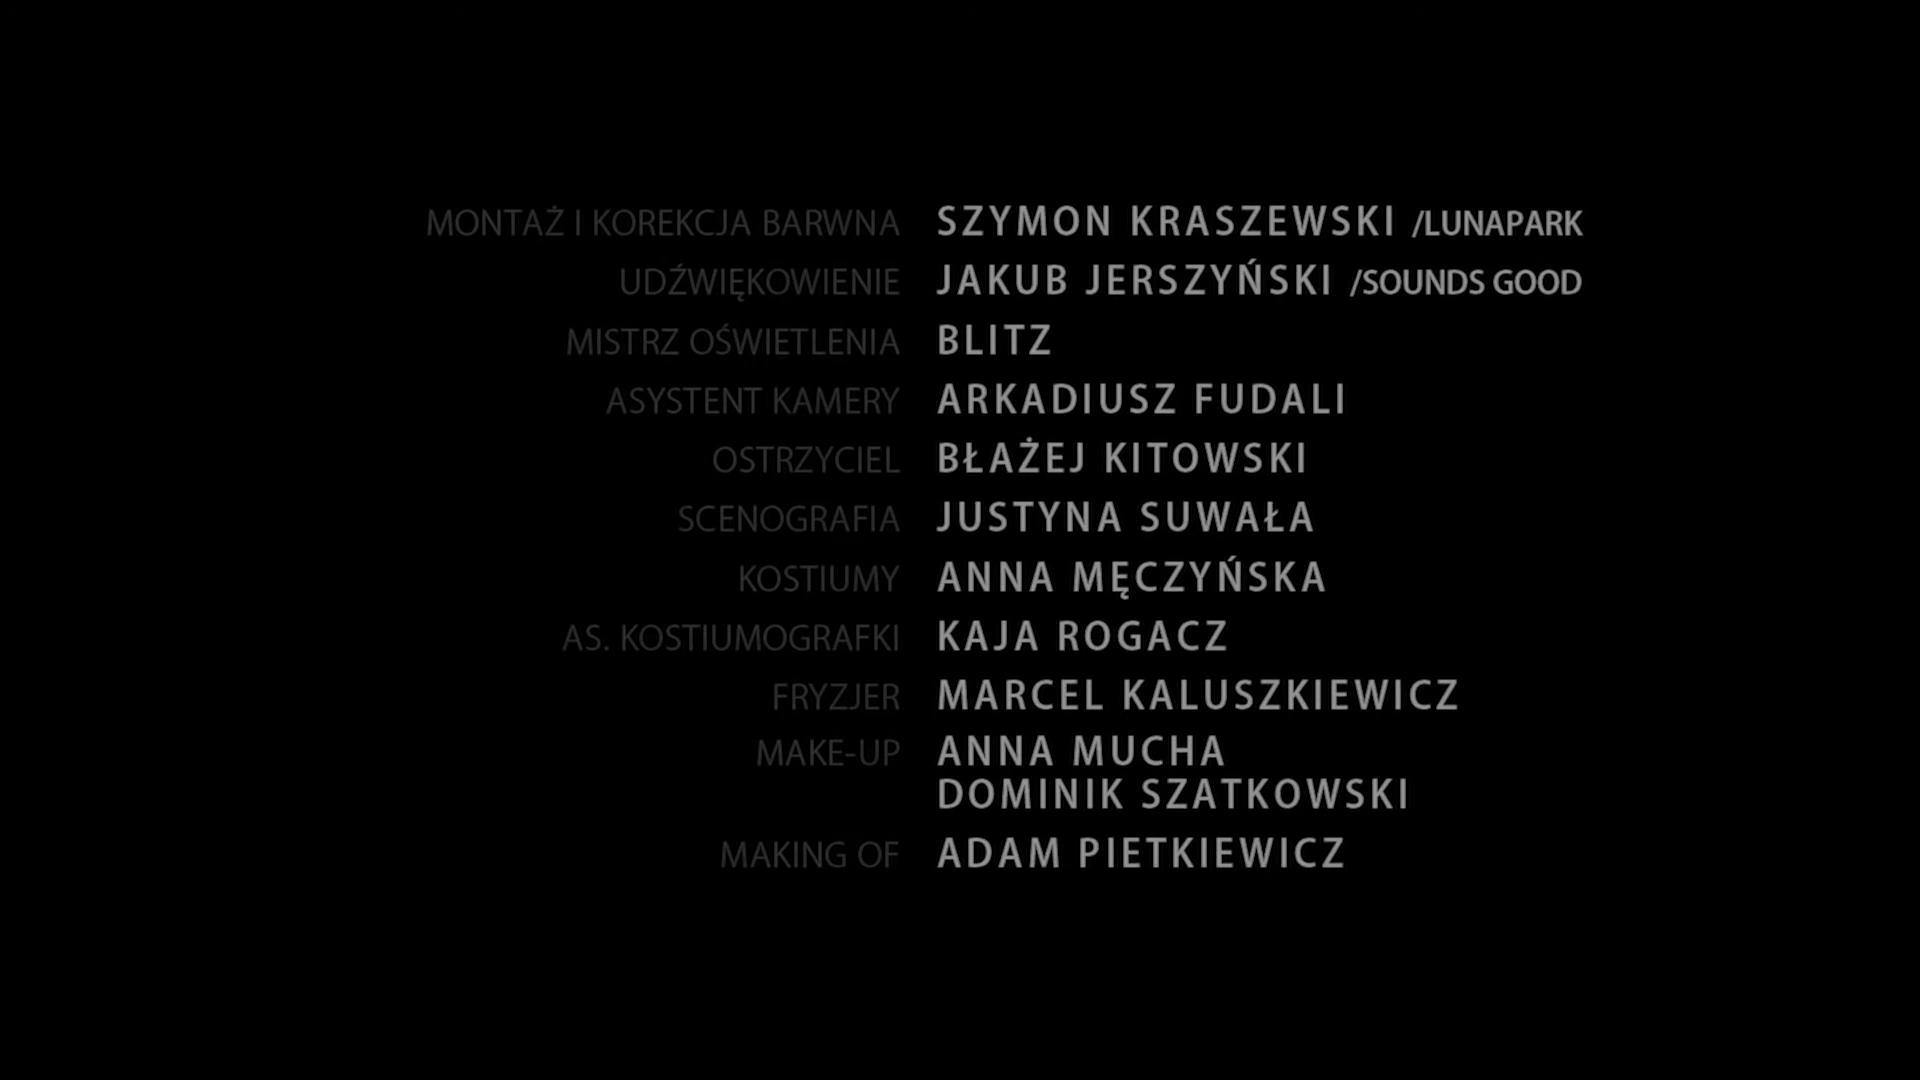 MONTAŻ I KOREKCJA BARWNA SZYMON KRASZEWSKI /LUNAPARK
UDŹWIĘKOWIENIE JAKUB JERSZYŃSKI /SOUNDS GOOD
MISTRZ OŚWIETLENIA BLITZ
ASYSTENT KAMERY ARKADIUSZ FUDALI
OSTRZYCIEL BŁAŻEJ KITOWSKI
SCENOGRAFIA JUSTYNA SUWAŁA
KOSTIUMY ANNA MĘCZYŃSKA
AS. KOSTIUMOGRAFKI KAJA ROGACZ
FRYZJER MARCEL KALUSZKIEWICZ
MAKE-UP ANNA MUCHA
DOMINIK SZATKOWSKI
MAKING OF ADAM PIETKIEWICZ